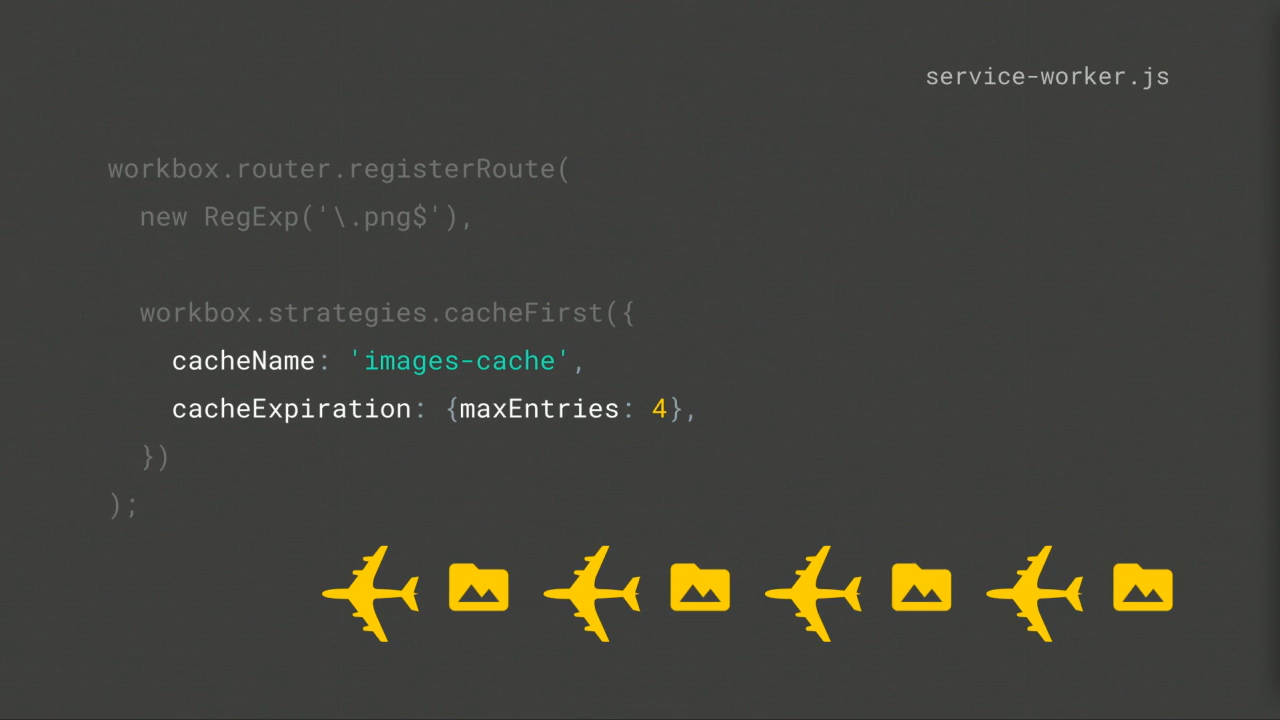 service-worker.js
workbox.router.registerRoute(
new RegExp('\.png$'),
workbox.strategies.cacheFirst({
cacheName: 'images-cache',
cacheExpiration: {maxEntries: 4},
})
);